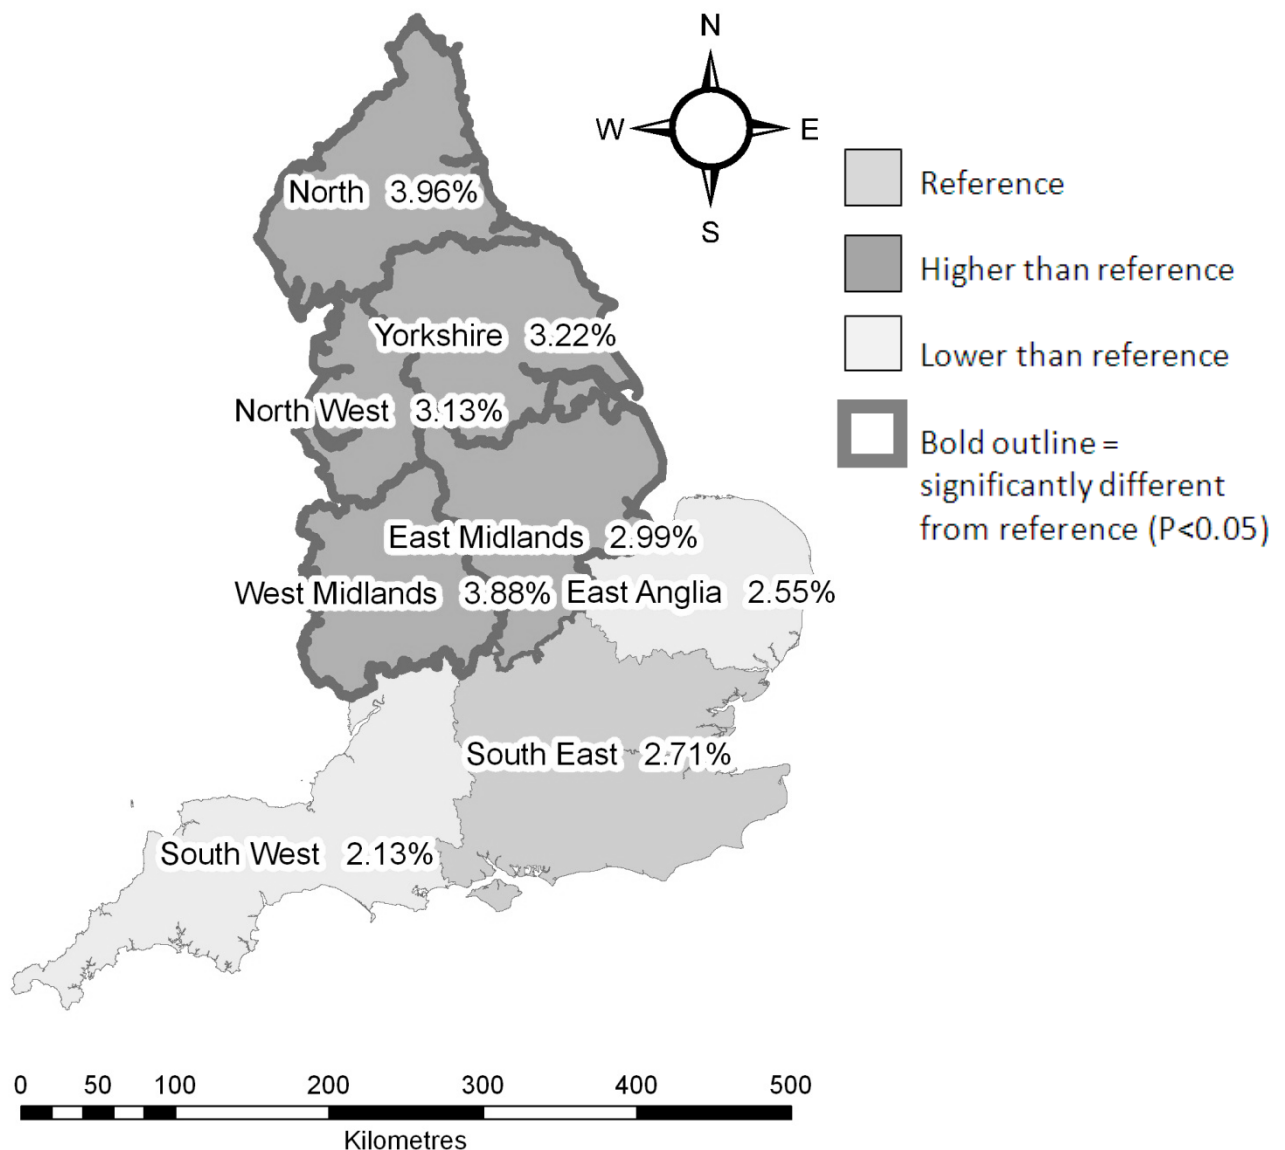 N
W E
S
Reference
Higher than reference
Lower than reference
Bold outline =
significantly different
from reference (P<0.05)
North 3.96%
Yorkshire 3.22%
North West 3.13%
East Midlands 2.99%
West Midlands 3.88%
East Anglia 2.55%
South East 2.71%
South West 2.13%
0 50 100 200 300 400 500
Kilometres